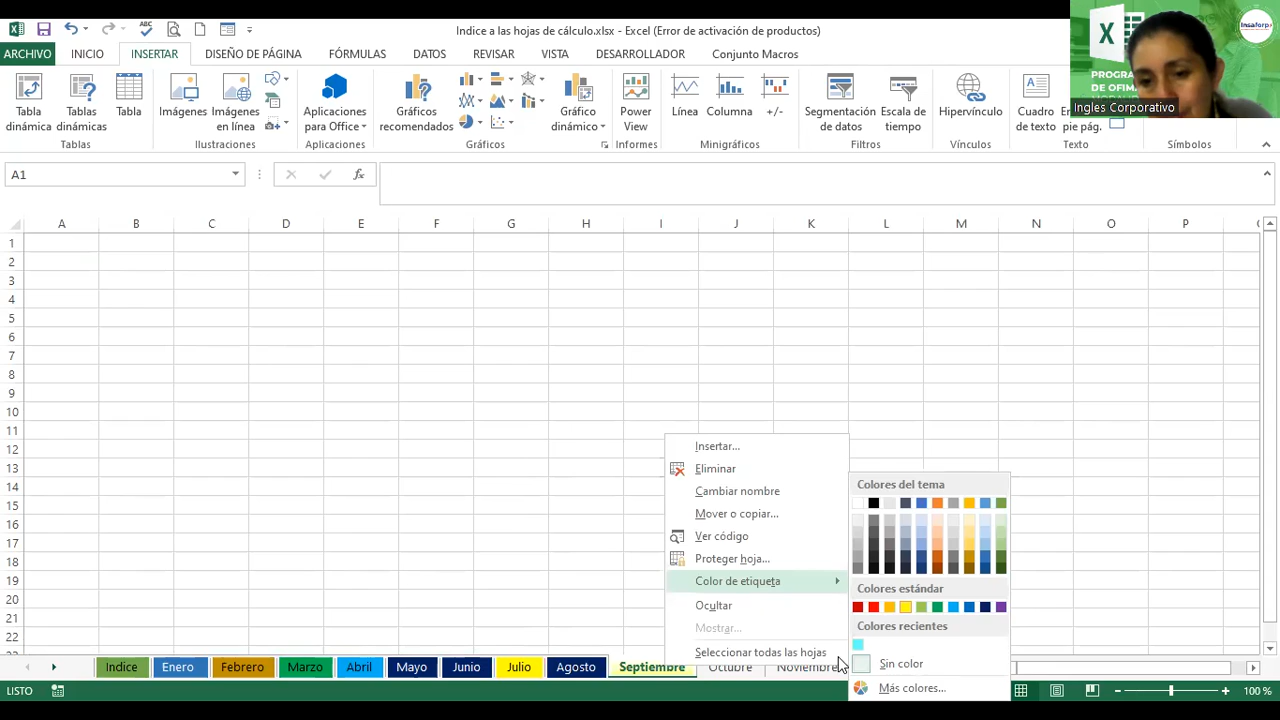 Indice a las hojas de cálculo.xlsx - Excel (Error de activación de productos)
ARCHIVO INICIO INSERTAR DISEÑO DE PÁGINA FÓRMULAS DATOS REVISAR VISTA DESARROLLADOR Conjunto Macros
Tabla dinámica
Tablas dinámicas
Tabla
Imágenes
Imágenes en línea
Aplicaciones para Office
Gráficos recomendados
Gráfico dinámico
Power View
Línea
Columna
+/-
Segmentación de datos
Escala de tiempo
Hipervínculo
Cuadro de texto
pie pág.
Tablas Ilustraciones Aplicaciones Gráficos Informes Minigráficos Filtros Vínculos Texto Símbolos
Insaforp
PROGRA
DE OFIM
Ingles Corporativo
A1
fx
A B C D E F G H I J K L M N O P
1
2
3
4
5
6
7
8
9
10
11
12
13
14
15
16
17
18
19
20
21
22
Insertar...
Eliminar
Cambiar nombre
Mover o copiar...
Ver código
Proteger hoja...
Color de etiqueta
Ocultar
Mostrar...
Seleccionar todas las hojas
Colores del tema
Colores estándar
Colores recientes
Sin color
Más colores...
Indice Enero Febrero Marzo Abril Mayo Junio Julio Agosto Septiembre Octubre Noviembre
LISTO
100 %